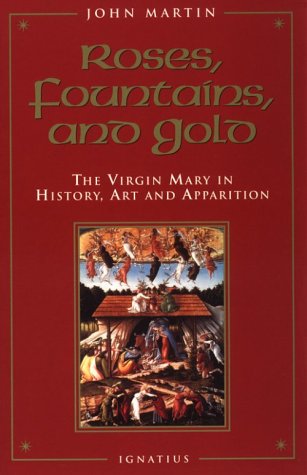 JOHN MARTIN
Roses,
Fountains,
and Gold
THE VIRGIN MARY IN
HISTORY, ART AND APPARITION
IGNATIUS